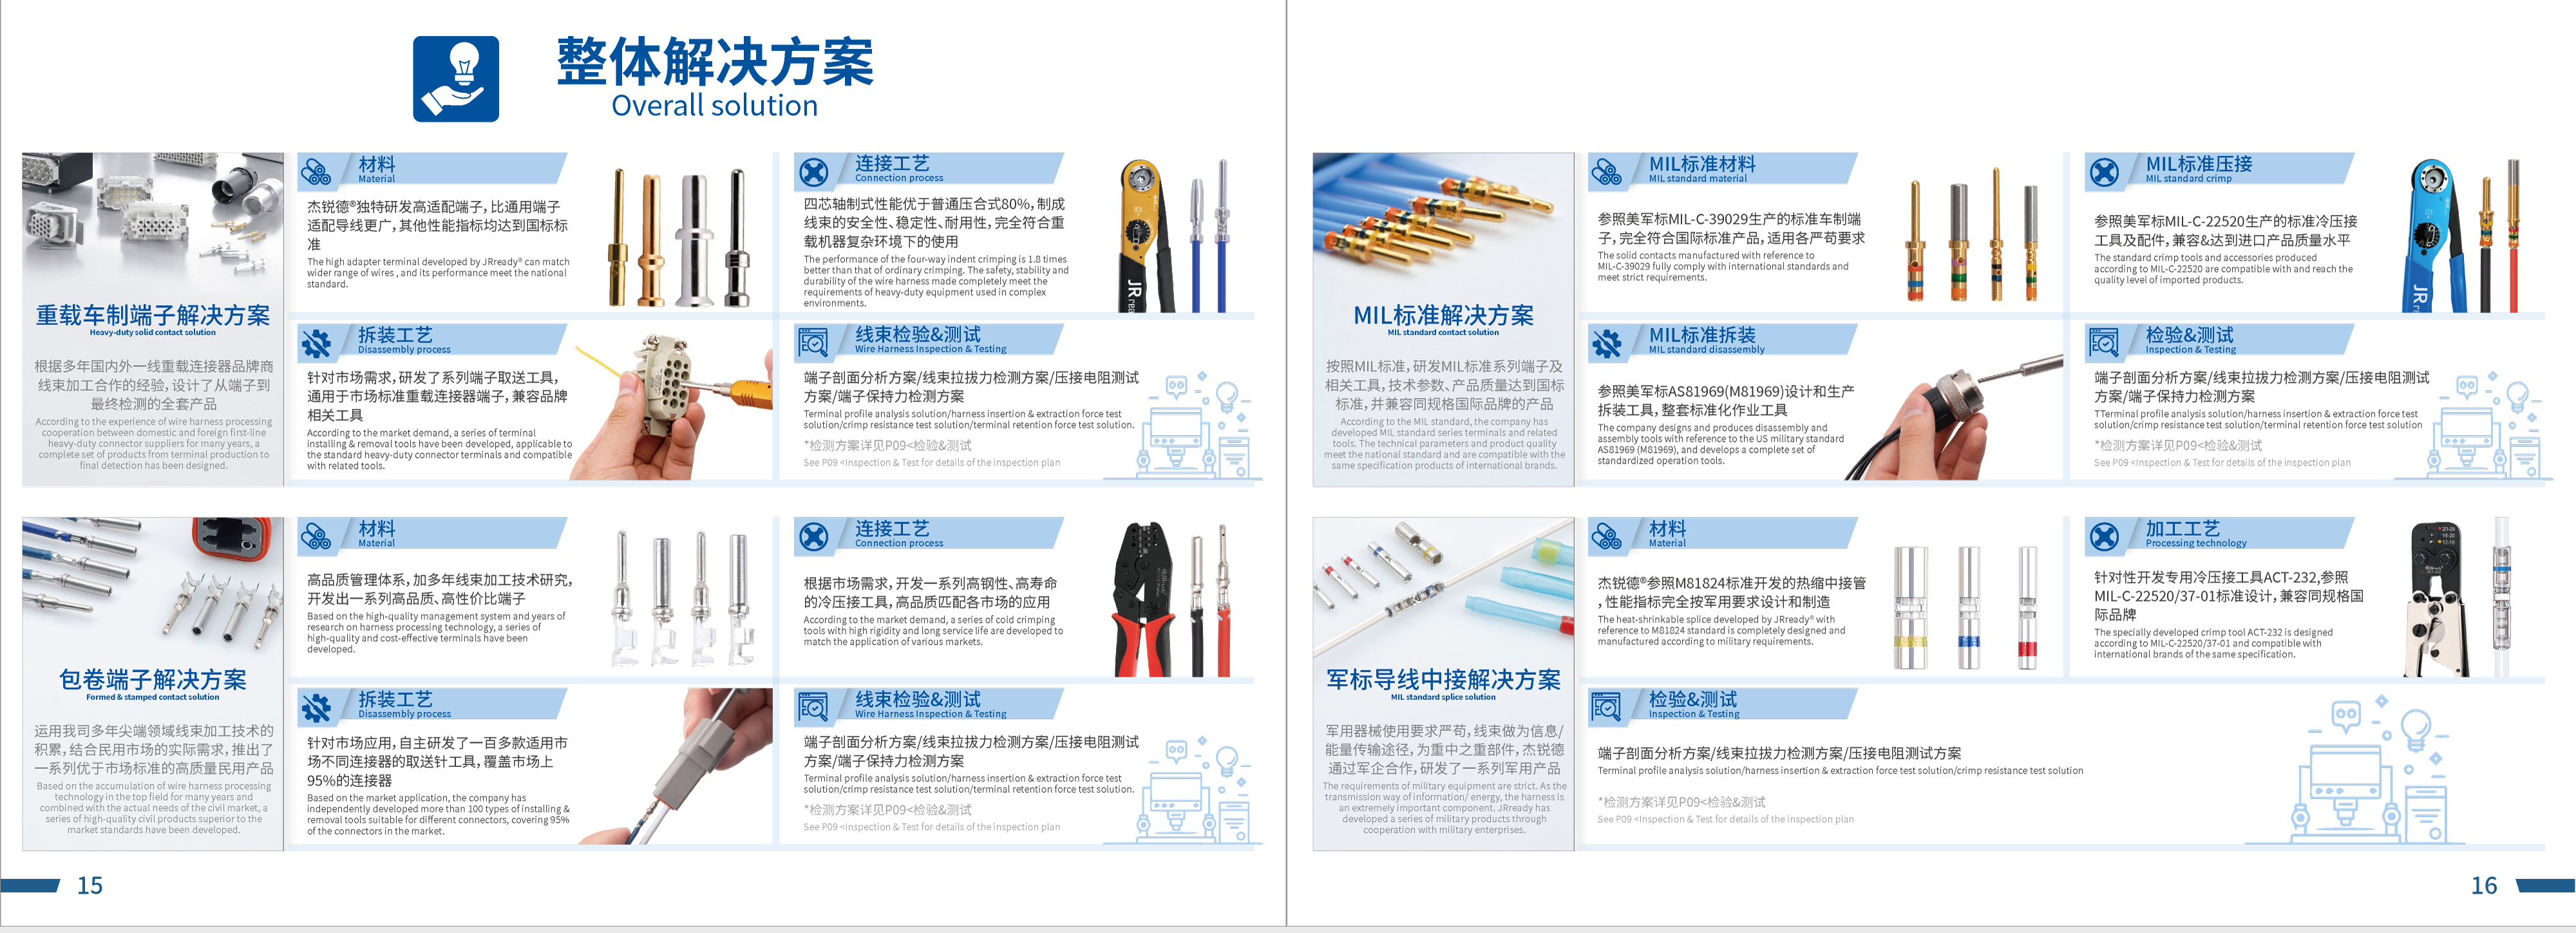 整体解决方案
Overall solution
重载车制端子解决方案
Heavy-duty solid contact solution
根据多年国内外一线重载连接器品牌商
线束加工合作的经验,设计了从端子到
最终检测的全套产品
According to the experience of wire harness processing
cooperation between domestic and foreign first-line
heavy-duty connector suppliers for many years, a
complete set of products from terminal production to
final detection has been designed.
材料
Material
杰锐德®独特研发高适配端子,比通用端子
适配导线更广,其他性能指标均达到国标标
准
The high adapter terminal developed by JRready® can match
wider range of wires , and its performance meet the national
standard.
连接工艺
Connection process
四芯轴制式性能优于普通压合式80%,制成
线束的安全性、稳定性、耐用性,完全符合重
载机器复杂环境下的使用
The performance of the four-way indent crimping is 1.8 times
better than that of ordinary crimping. The safety, stability and
durability of the wire harness made completely meet the
requirements of heavy-duty equipment used in complex
environments.
拆装工艺
Disassembly process
针对市场需求,研发了系列端子取送工具,
通用于市场标准重载连接器端子,兼容品牌
相关工具
According to the market demand, a series of terminal
installing & removal tools have been developed, applicable to
the standard heavy-duty connector terminals and compatible
with related tools.
线束检验&测试
Wire Harness Inspection & Testing
端子剖面分析方案/线束拉拔力检测方案/压接电阻测试
方案/端子保持力检测方案
Terminal profile analysis solution/harness insertion & extraction force test
solution/crimp resistance test solution/terminal retention force test solution.
*检测方案详见P09<检验&测试
See P09 <Inspection & Test for details of the inspection plan
包卷端子解决方案
Formed & stamped contact solution
运用我司多年尖端领域线束加工技术的
积累,结合民用市场的实际需求,推出了
一系列优于市场标准的高质量民用产品
Based on the accumulation of wire harness processing
technology in the top field for many years and
combined with the actual needs of the civil market, a
series of high-quality civil products superior to the
market standards have been developed.
材料
Material
高品质管理体系,加多年线束加工技术研究,
开发出一系列高品质、高性价比端子
Based on the high-quality management system and years of
research on harness processing technology, a series of
high-quality and cost-effective terminals have been
developed.
连接工艺
Connection process
根据市场需求,开发一系列高钢性、高寿命
的冷压接工具,高品质匹配各市场的应用
According to the market demand, a series of cold crimping
tools with high rigidity and long service life are developed to
match the application of various markets.
拆装工艺
Disassembly process
针对市场应用,自主研发了一百多款适用市
场不同连接器的取送针工具,覆盖市场上
95%的连接器
Based on the market application, the company has
independently developed more than 100 types of installing &
removal tools suitable for different connectors, covering 95%
of the connectors in the market.
线束检验&测试
Wire Harness Inspection & Testing
端子剖面分析方案/线束拉拔力检测方案/压接电阻测试
方案/端子保持力检测方案
Terminal profile analysis solution/harness insertion & extraction force test
solution/crimp resistance test solution/terminal retention force test solution.
*检测方案详见P09<检验&测试
See P09 <Inspection & Test for details of the inspection plan
15
MIL标准解决方案
MIL standard contact solution
按照MIL标准,研发MIL标准系列端子及
相关工具,技术参数、产品质量达到国标
标准,并兼容同规格国际品牌的产品
According to the MIL standard, the company has
developed MIL standard series terminals and related
tools. The technical parameters and product quality
meet the national standard and are compatible with the
same specification products of international brands.
MIL标准材料
MIL standard material
参照美军标MIL-C-39029生产的标准车制端
子,完全符合国际标准产品,适用各严苛要求
The solid contacts manufactured with reference to
MIL-C-39029 fully comply with international standards and
meet strict requirements.
MIL标准压接
MIL standard crimp
参照美军标MIL-C-22520生产的标准冷压接
工具及配件,兼容&达到进口产品质量水平
The standard crimp tools and accessories produced
according to MIL-C-22520 are compatible with and reach the
quality level of imported products.
MIL标准拆装
MIL standard disassembly
参照美军标AS81969(M81969)设计和生产
拆装工具,整套标准化作业工具
The company designs and produces disassembly and
assembly tools with reference to the US military standard
AS81969 (M81969), and develops a complete set of
standardized operation tools.
检验&测试
Inspection & Testing
端子剖面分析方案/线束拉拔力检测方案/压接电阻测试
方案/端子保持力检测方案
TTerminal profile analysis solution/harness insertion & extraction force test
solution/crimp resistance test solution/terminal retention force test solution
*检测方案详见P09<检验&测试
See P09 <Inspection & Test for details of the inspection plan
军标导线中接解决方案
MIL standard splice solution
军用器械使用要求严苛,线束做为信息/
能量传输途径,为重中之重部件,杰锐德
通过军企合作,研发了一系列军用产品
The requirements of military equipment are strict. As the
transmission way of information/ energy, the harness is
an extremely important component. JRready has
developed a series of military products through
cooperation with military enterprises.
材料
Material
杰锐德®参照M81824标准开发的热缩中接管
,性能指标完全按军用要求设计和制造
The heat-shrinkable splice developed by JRready® with
reference to M81824 standard is completely designed and
manufactured according to military requirements.
加工工艺
Processing technology
针对性开发专用冷压接工具ACT-232,参照
MIL-C-22520/37-01标准设计,兼容同规格国
际品牌
The specially developed crimp tool ACT-232 is designed
according to MIL-C-22520/37-01 and compatible with
international brands of the same specification.
检验&测试
Inspection & Testing
端子剖面分析方案/线束拉拔力检测方案/压接电阻测试方案
Terminal profile analysis solution/harness insertion & extraction force test solution/crimp resistance test solution
*检测方案详见P09<检验&测试
See P09 <Inspection & Test for details of the inspection plan
16